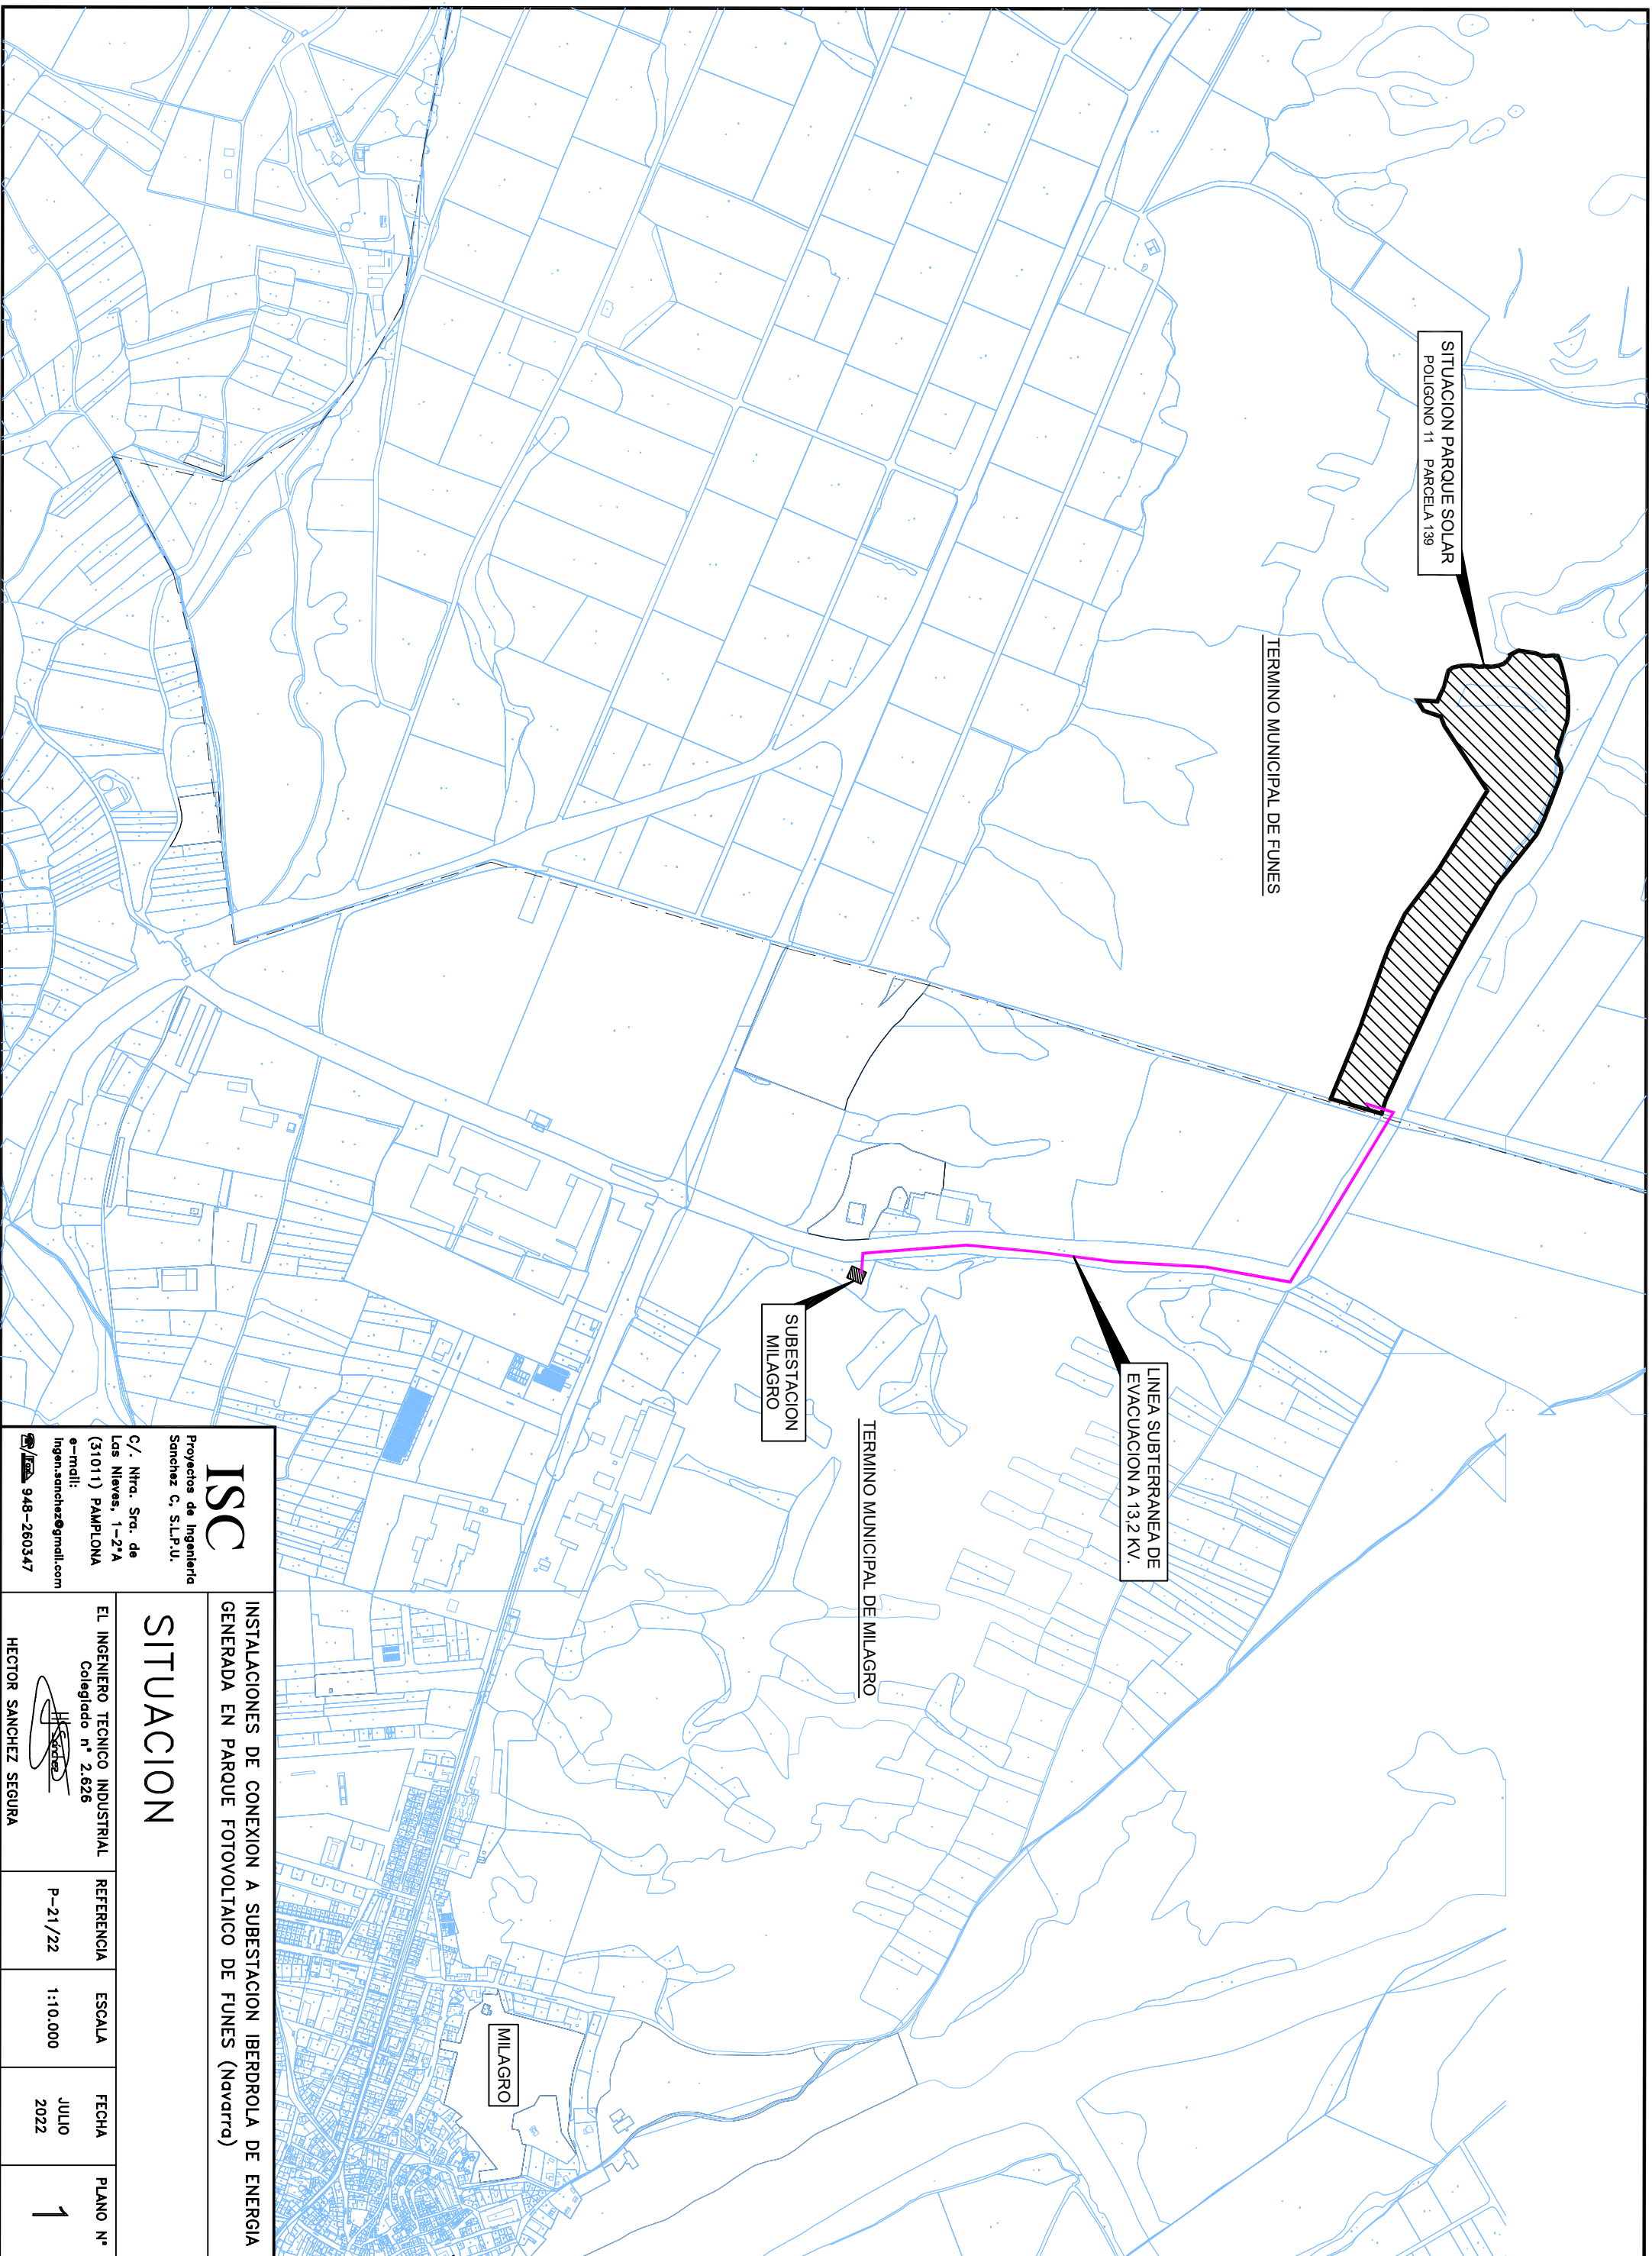 SITUACION PARQUE SOLAR
POLIGONO 11 PARCELA 139
TERMINO MUNICIPAL DE FUNES
LINEA SUBTERRANEA DE
EVACUACION A 13,2 KV.
SUBESTACION
MILAGRO
TERMINO MUNICIPAL DE MILAGRO
MILAGRO
ISC
Proyectos de Ingenieria
Sanchez C, S.L.P.U.
C/. Ntra. Sra. de
Las Nieves, 1-2ºA
(31011) PAMPLONA
e-mail:
ingen.sanchez@gmail.com
☎/Fax. 948-260347
INSTALACIONES DE CONEXION A SUBESTACION IBERDROLA DE ENERGIA
GENERADA EN PARQUE FOTOVOLTAICO DE FUNES (Navarra)
SITUACION
EL INGENIERO TECNICO INDUSTRIAL
Colegiado nº 2.626
HECTOR SANCHEZ SEGURA
REFERENCIA
P-21/22
ESCALA
1:10.000
FECHA
JULIO
2022
PLANO Nº
1